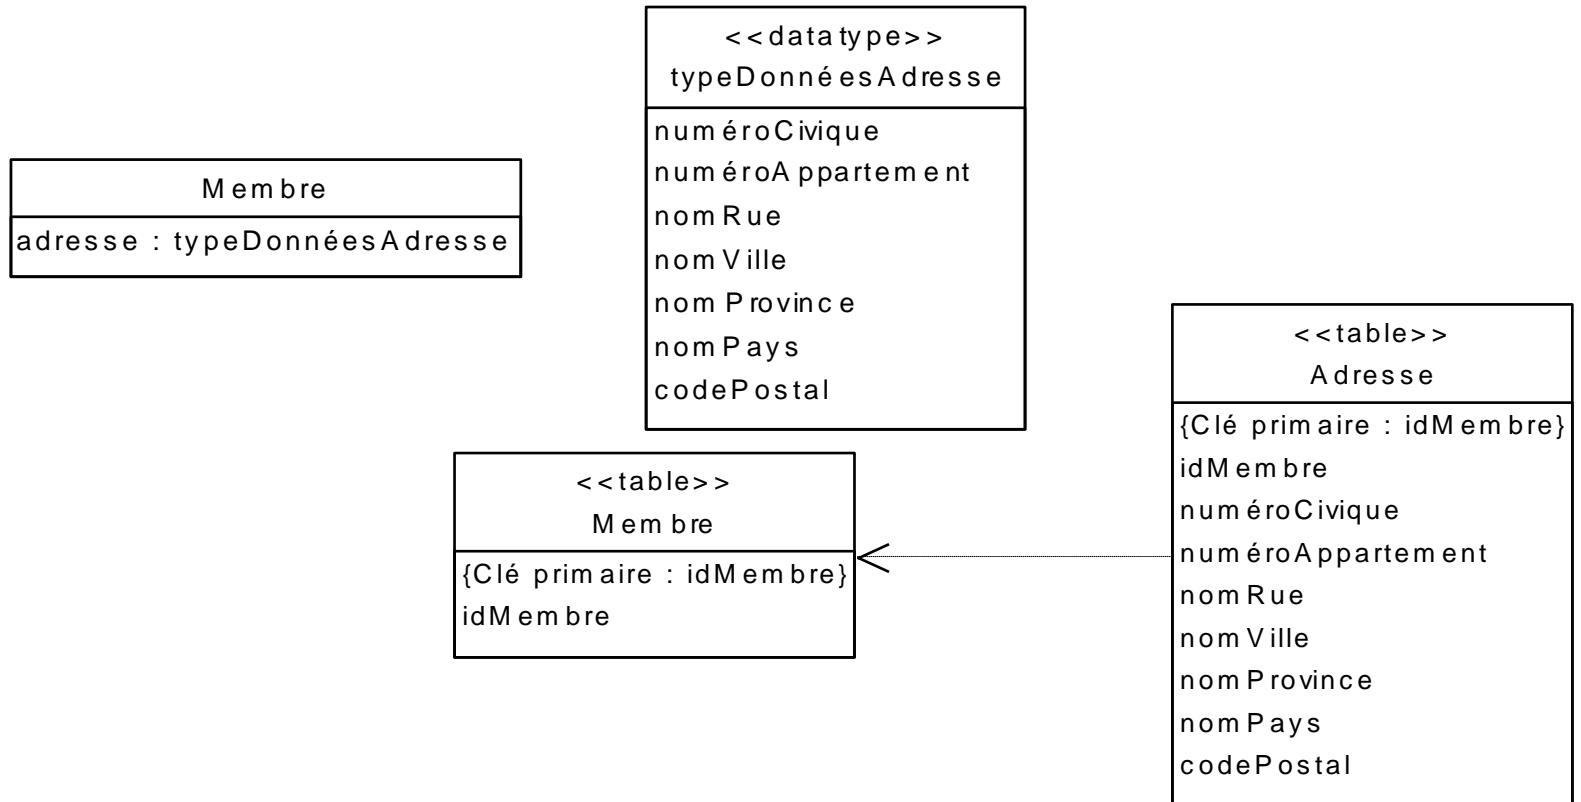 <<datatype>>
typeDonnéesAdresse
numéroCivique
numéroAppartement
nomRue
nomVille
nomProvince
nomPays
codePostal
Membre
adresse : typeDonnéesAdresse
<<table>>
Membre
{Clé primaire : idMembre}
idMembre
<<table>>
Adresse
{Clé primaire : idMembre}
idMembre
numéroCivique
numéroAppartement
nomRue
nomVille
nomProvince
nomPays
codePostal